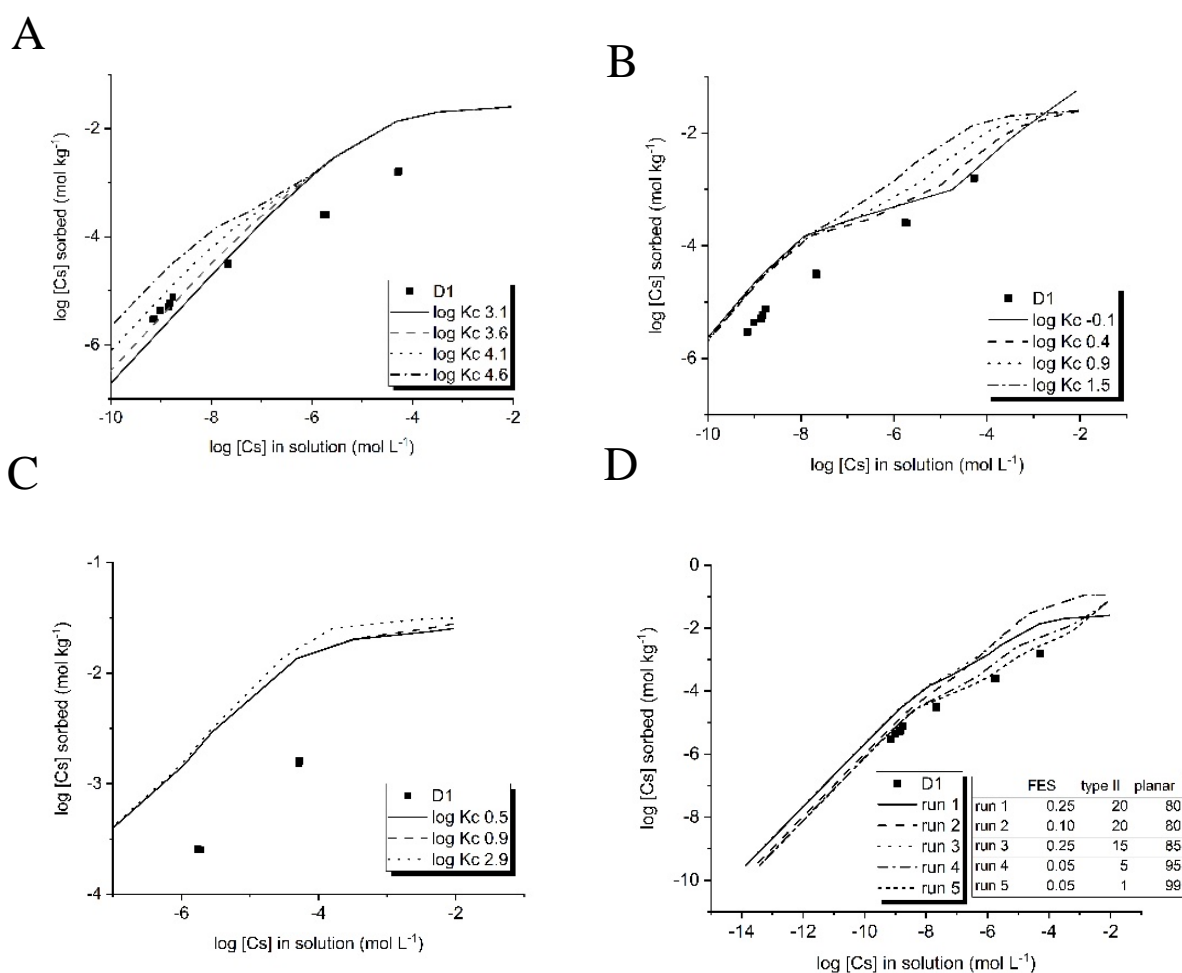 A
log [Cs] sorbed (mol kg-1)
-2
-4
-6
-10
-8
-6
-4
-2
log [Cs] in solution (mol L-1)
D1
log Kc 3.1
log Kc 3.6
log Kc 4.1
log Kc 4.6
B
log [Cs] sorbed (mol kg-1)
-2
-4
-6
-10
-8
-6
-4
-2
log [Cs] in solution (mol L-1)
D1
log Kc -0.1
log Kc 0.4
log Kc 0.9
log Kc 1.5
C
log [Cs] sorbed (mol kg-1)
-1
-2
-3
-4
-6
-4
-2
log [Cs] in solution (mol L-1)
D1
log Kc 0.5
log Kc 0.9
log Kc 2.9
D
log [Cs] sorbed (mol kg-1)
0
-2
-4
-6
-8
-10
-14
-12
-10
-8
-6
-4
-2
0
log [Cs] in solution (mol L-1)
D1
run 1
run 2
run 3
run 4
run 5
FES type II planar
run 1 0.25 20 80
run 2 0.10 20 80
run 3 0.25 15 85
run 4 0.05 5 95
run 5 0.05 1 99